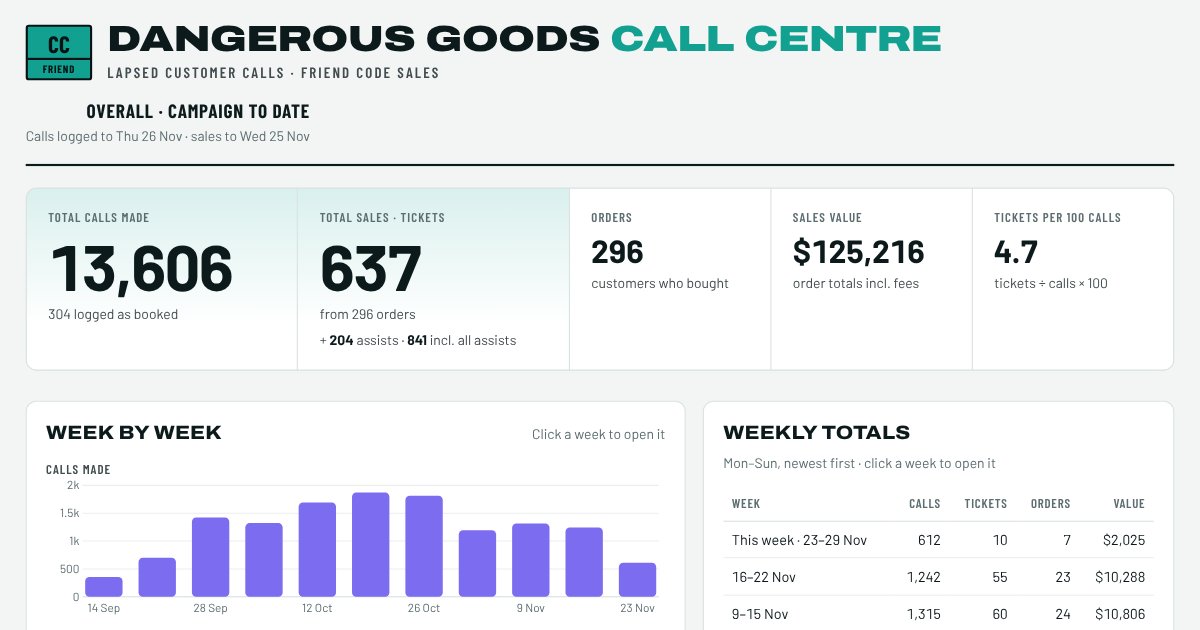 CC
FRIEND
DANGEROUS GOODS CALL CENTRE
LAPSED CUSTOMER CALLS · FRIEND CODE SALES
OVERALL · CAMPAIGN TO DATE
Calls logged to Thu 26 Nov · sales to Wed 25 Nov
TOTAL CALLS MADE
13,606
304 logged as booked
TOTAL SALES · TICKETS
637
from 296 orders
+ 204 assists · 841 incl. all assists
ORDERS
296
customers who bought
SALES VALUE
$125,216
order totals incl. fees
TICKETS PER 100 CALLS
4.7
tickets ÷ calls × 100
WEEK BY WEEK
Click a week to open it
CALLS MADE
2k
1.5k
1k
500
0
14 Sep 28 Sep 12 Oct 26 Oct 9 Nov 23 Nov
WEEKLY TOTALS
Mon–Sun, newest first · click a week to open it
WEEK CALLS TICKETS ORDERS VALUE
This week · 23–29 Nov 612 10 7 $2,025
16–22 Nov 1,242 55 23 $10,288
9–15 Nov 1,315 60 24 $10,806